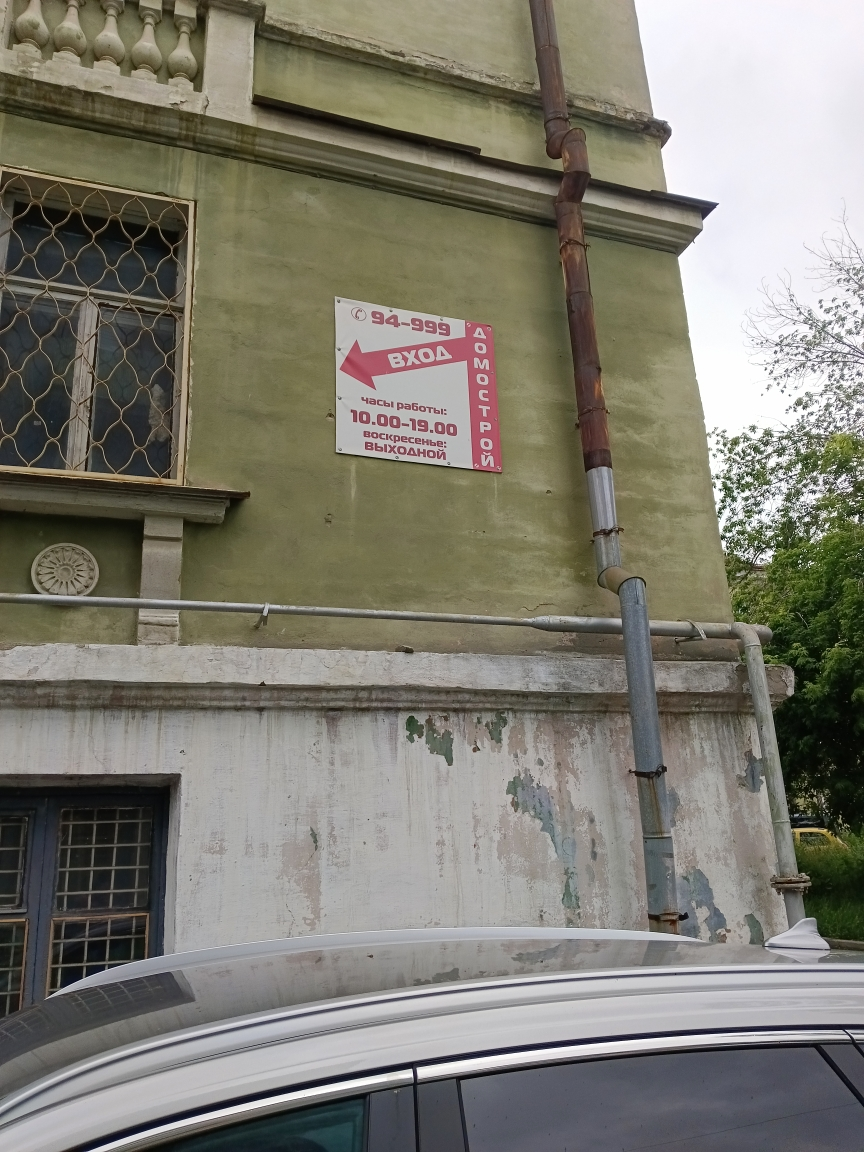 94-999
ВХОД
часы работы:
10.00-19.00
воскресенье:
ВЫХОДНОЙ
ДОМОСТРОЙ